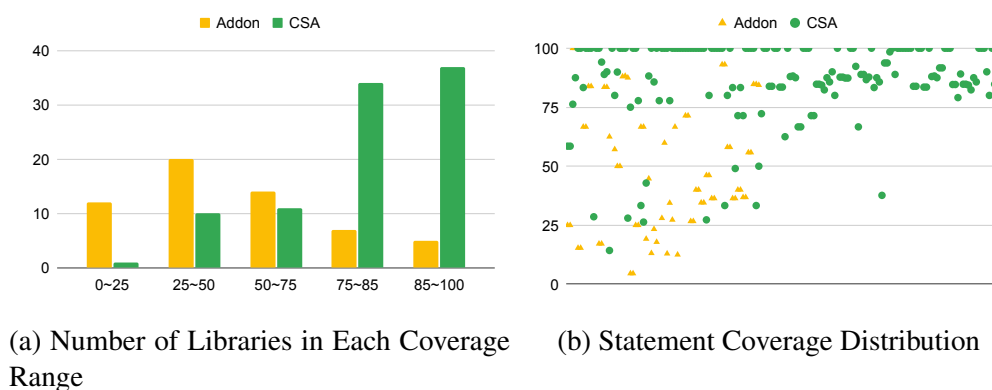 Addon CSA
40
30
20
10
0
0~25 25~50 50~75 75~85 85~100
(a) Number of Libraries in Each Coverage
Range
Addon CSA
100
75
50
25
0
(b) Statement Coverage Distribution